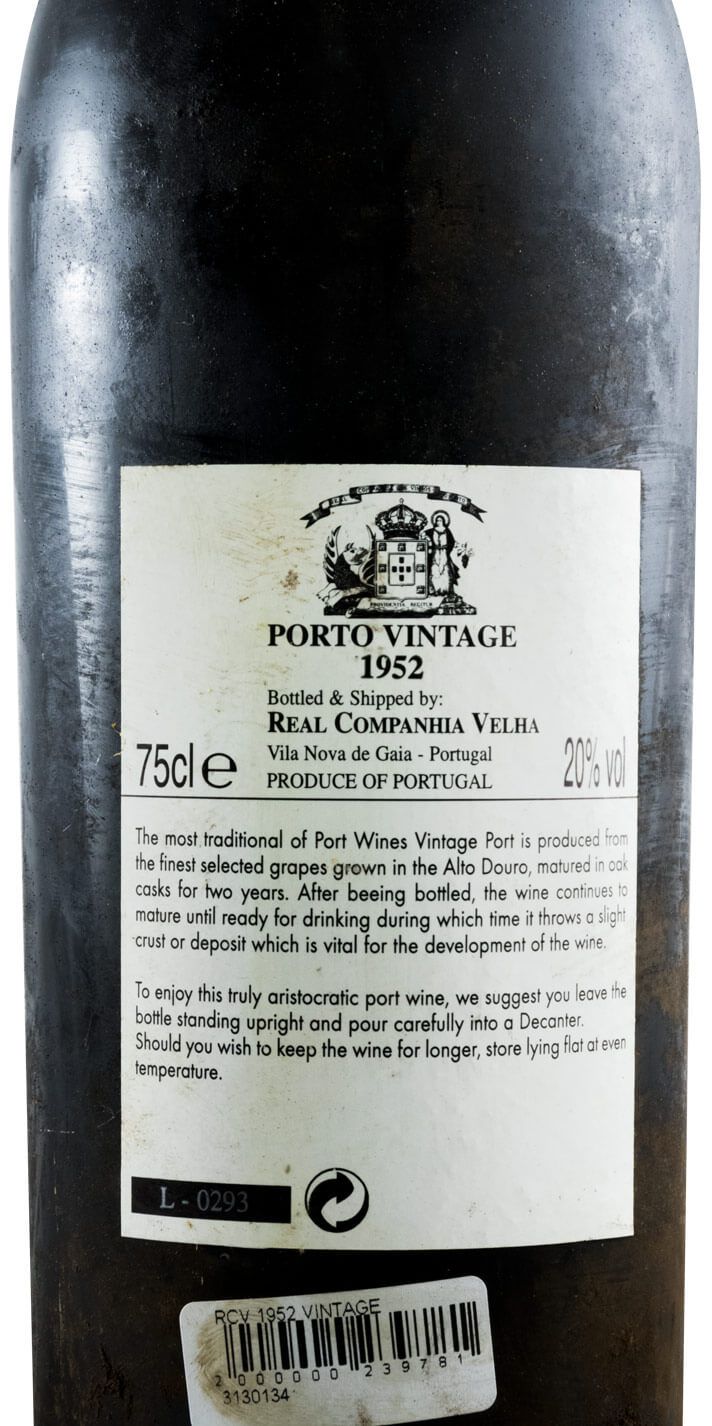 PROVIDENTIA REGITUR
PORTO VINTAGE
1952
Bottled & Shipped by:
REAL COMPANHIA VELHA
Vila Nova de Gaia - Portugal
PRODUCE OF PORTUGAL
75cl e
20% vol
The most traditional of Port Wines Vintage Port is produced from
the finest selected grapes grown in the Alto Douro, matured in oak
casks for two years. After beeing bottled, the wine continues to
mature until ready for drinking during which time it throws a slight
crust or deposit which is vital for the development of the wine.
To enjoy this truly aristocratic port wine, we suggest you leave the
bottle standing upright and pour carefully into a Decanter.
Should you wish to keep the wine for longer, store lying flat at even
temperature.
L - 0293
RCV 1952 VINTAGE
2 000000 239781
3130134